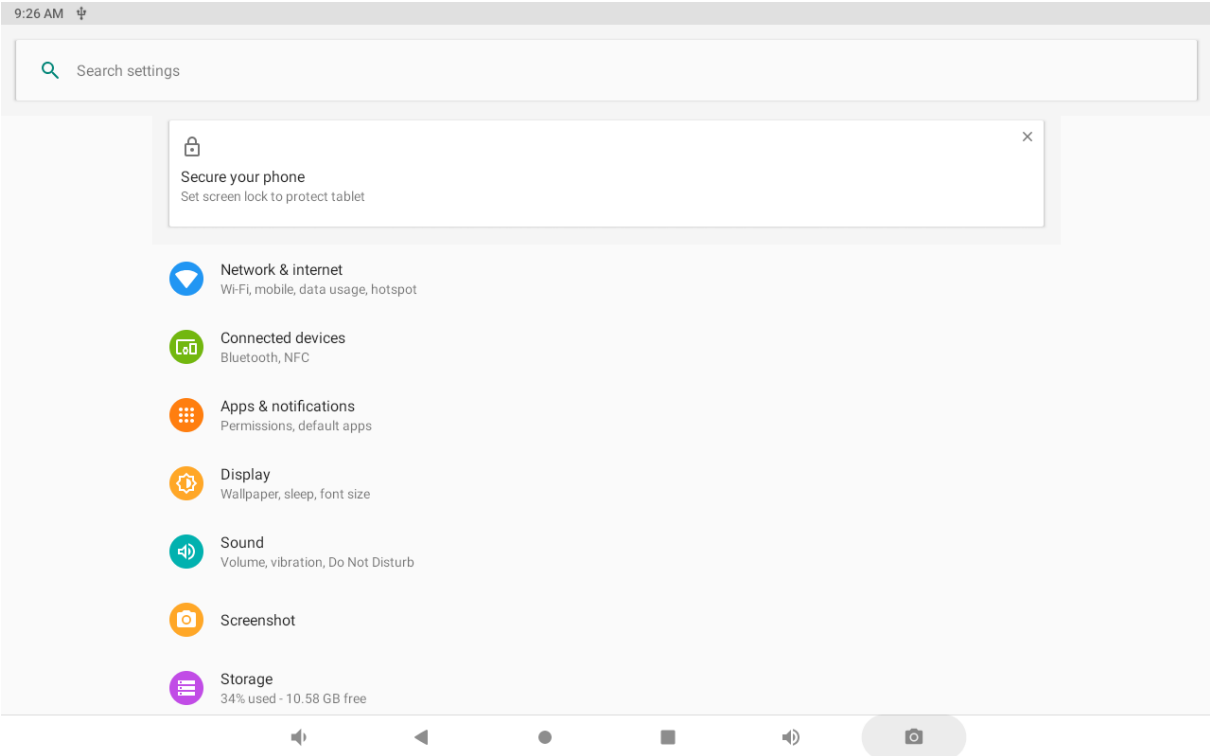 9:26 AM
Search settings
Secure your phone
Set screen lock to protect tablet
Network & internet
Wi-Fi, mobile, data usage, hotspot
Connected devices
Bluetooth, NFC
Apps & notifications
Permissions, default apps
Display
Wallpaper, sleep, font size
Sound
Volume, vibration, Do Not Disturb
Screenshot
Storage
34% used - 10.58 GB free